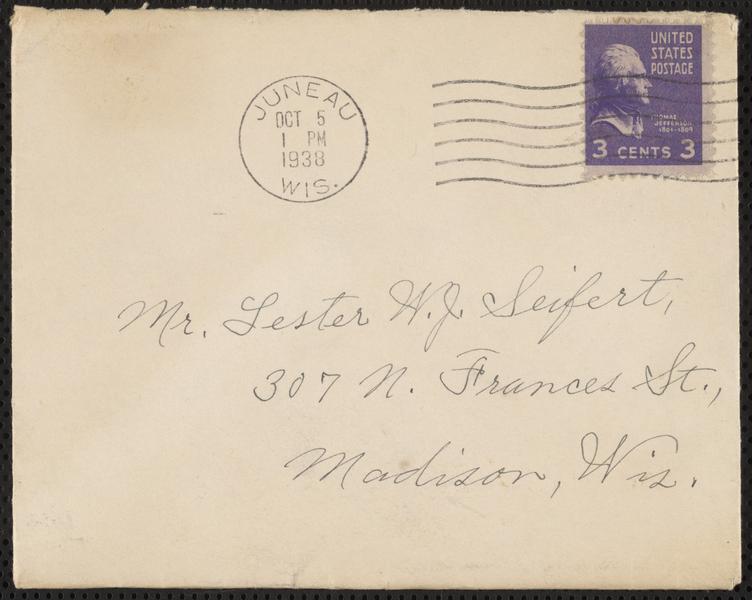 JUNEAU
OCT 5
1 PM
1938
WIS.
UNITED
STATES
POSTAGE
THOMAS
JEFFERSON
1801-1809
3 CENTS 3
Mr. Lester W.J. Seifert,
307 N. Frances St.,
Madison, Wis.